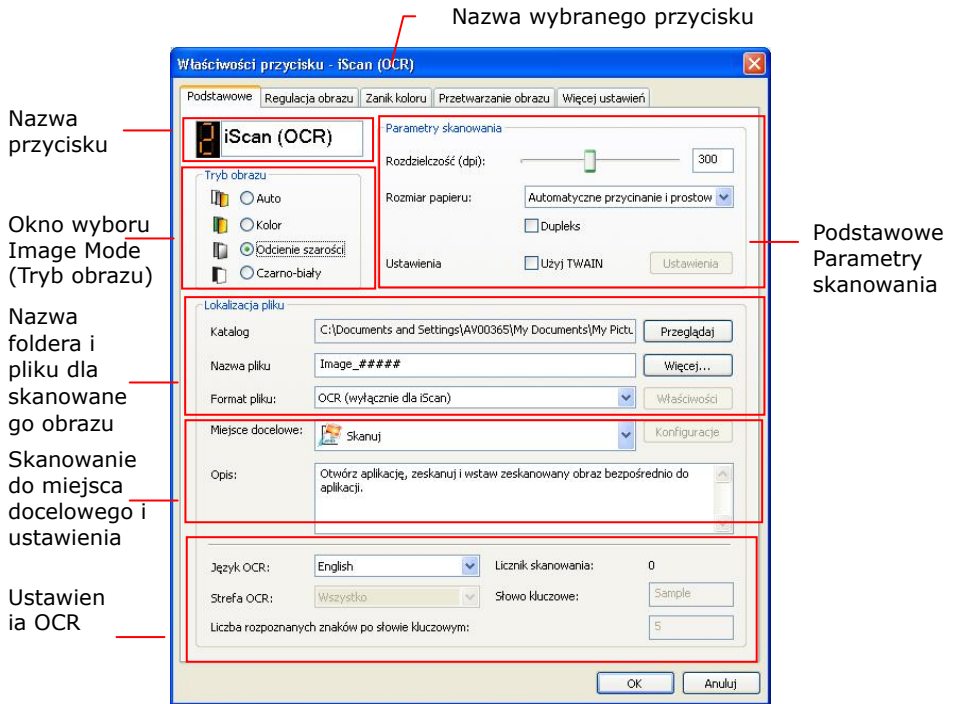 Nazwa wybranego przycisku
Właściwości przycisku - iScan (OCR)
Podstawowe Regulacja obrazu Zanik koloru Przetwarzanie obrazu Więcej ustawień
Nazwa
przycisku
2 iScan (OCR)
Parametry skanowania
Rozdzielczość (dpi): 300
Rozmiar papieru: Automatyczne przycinanie i prostow
Dupleks
Ustawienia Użyj TWAIN Ustawienia
Podstawowe
Parametry
skanowania
Okno wyboru
Image Mode
(Tryb obrazu)
Tryb obrazu
Auto
Kolor
Odcienie szarości
Czarno-biały
Nazwa
foldera i
pliku dla
skanowane
go obrazu
Lokalizacja pliku
Katalog C:\Documents and Settings\AV00365\My Documents\My Pictu Przeglądaj
Nazwa pliku Image_##### Więcej...
Format pliku: OCR (wyłącznie dla iScan) Właściwości
Skanowanie
do miejsca
docelowego i
ustawienia
Miejsce docelowe: Skanuj Konfiguracje
Opis: Otwórz aplikację, zeskanuj i wstaw zeskanowany obraz bezpośrednio do
aplikacji.
Ustawien
ia OCR
Język OCR: English Licznik skanowania: 0
Strefa OCR: Wszystko Słowo kluczowe: Sample
Liczba rozpoznanych znaków po słowie kluczowym: 5
OK Anuluj